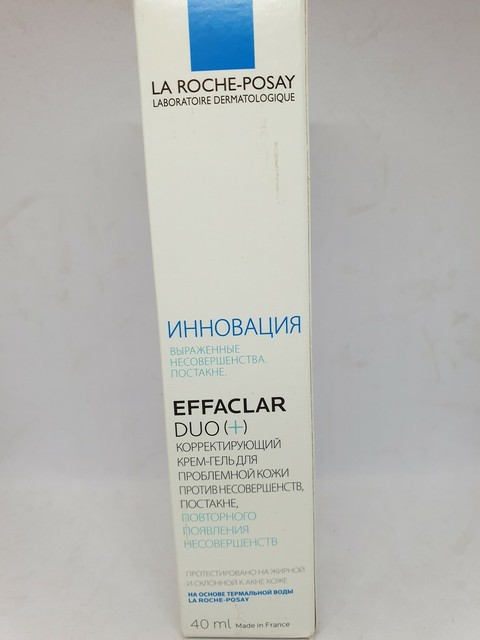 LA ROCHE-POSAY
LABORATOIRE DERMATOLOGIQUE
ИННОВАЦИЯ
ВЫРАЖЕННЫЕ
НЕСОВЕРШЕНСТВА.
ПОСТАКНЕ.
EFFACLAR
DUO (+)
КОРРЕКТИРУЮЩИЙ
КРЕМ-ГЕЛЬ ДЛЯ
ПРОБЛЕМНОЙ КОЖИ
ПРОТИВ НЕСОВЕРШЕНСТВ,
ПОСТАКНЕ,
ПОВТОРНОГО
ПОЯВЛЕНИЯ
НЕСОВЕРШЕНСТВ
ПРОТЕСТИРОВАНО НА ЖИРНОЙ
И СКЛОННОЙ К АКНЕ КОЖЕ
НА ОСНОВЕ ТЕРМАЛЬНОЙ ВОДЫ
LA ROCHE-POSAY
40 ml Made in France